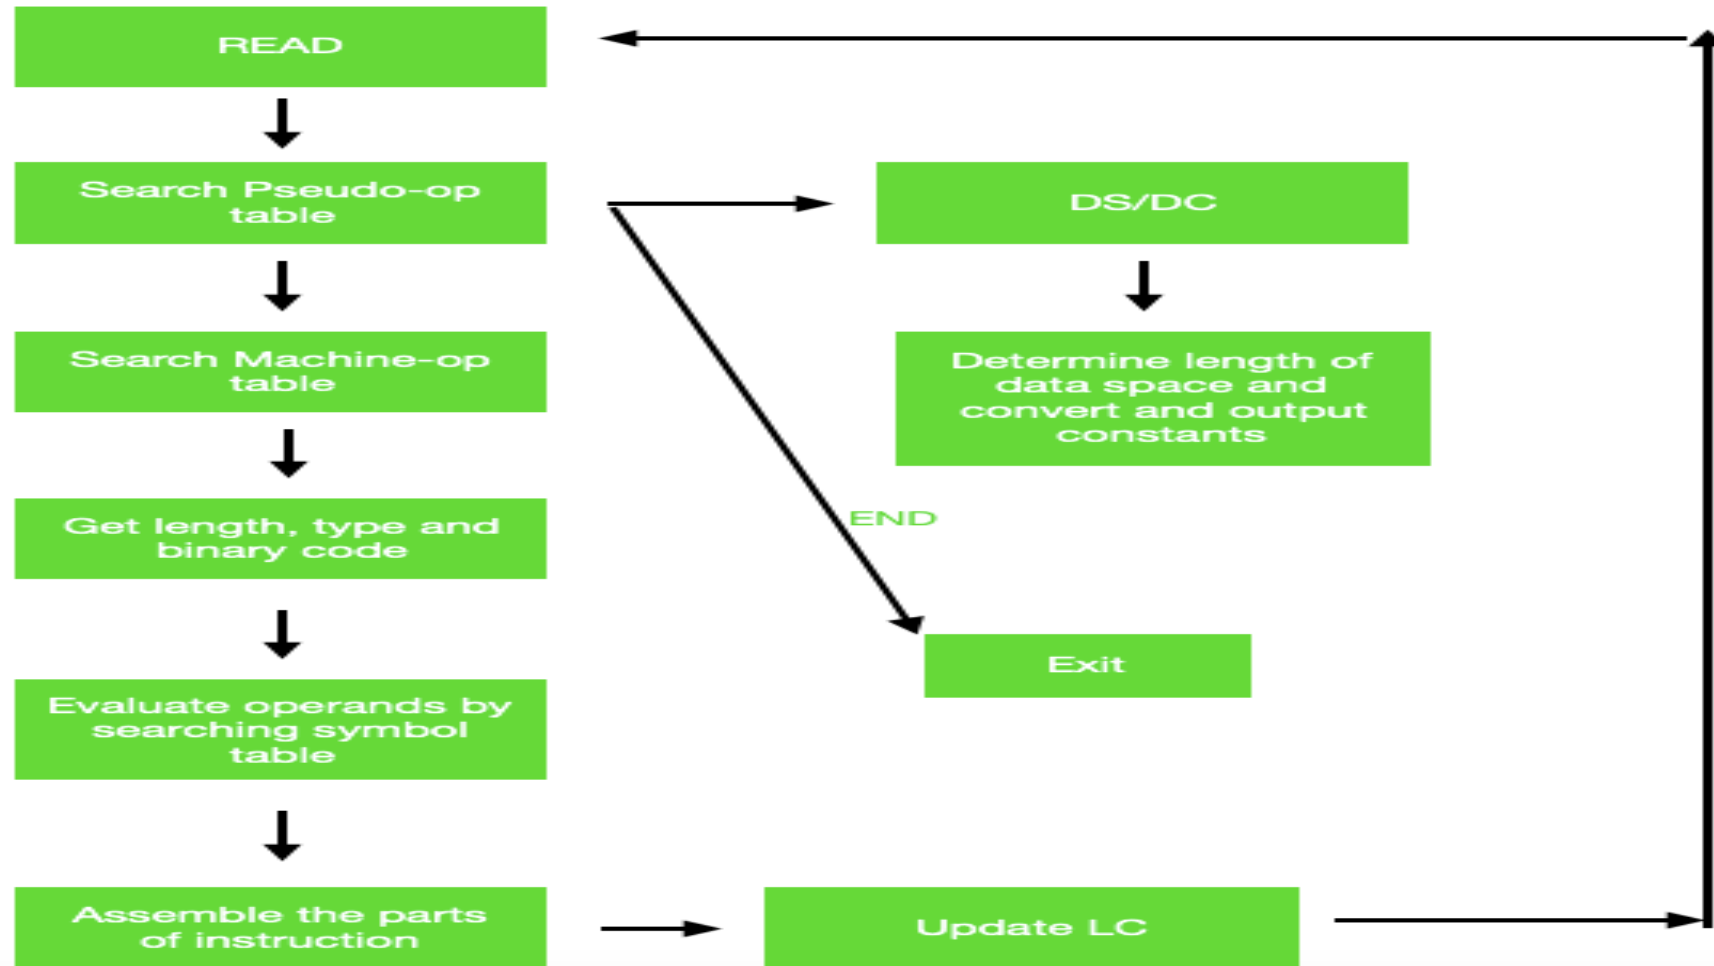 READ
Search Pseudo-op
table
DS/DC
Search Machine-op
table
Determine length of
data space and
convert and output
constants
Get length, type and
binary code
END
Exit
Evaluate operands by
searching symbol
table
Assemble the parts
of instruction
Update LC